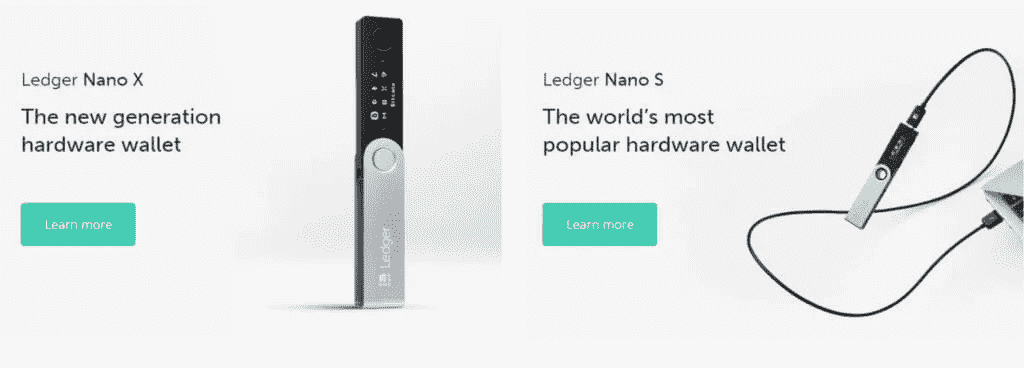 Ledger Nano X
The new generation
hardware wallet
Learn more
Ledger
Ledger Nano S
The world's most
popular hardware wallet
Learn more